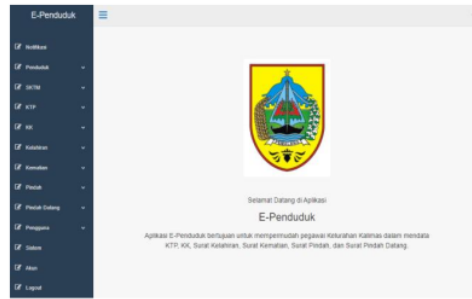 E-Penduduk
Notifikasi
Penduduk
SKTM
KTP
KK
Kelahiran
Kematian
Pindah
Pindah Datang
Pengguna
Sistem
Akun
Logout
Selamat Datang di Aplikasi
E-Penduduk
Aplikasi E-Penduduk bertujuan untuk mempermudah pegawai Kelurahan Kalimas dalam mendata
KTP, KK, Surat Kelahiran, Surat Kematian, Surat Pindah, dan Surat Pindah Datang.